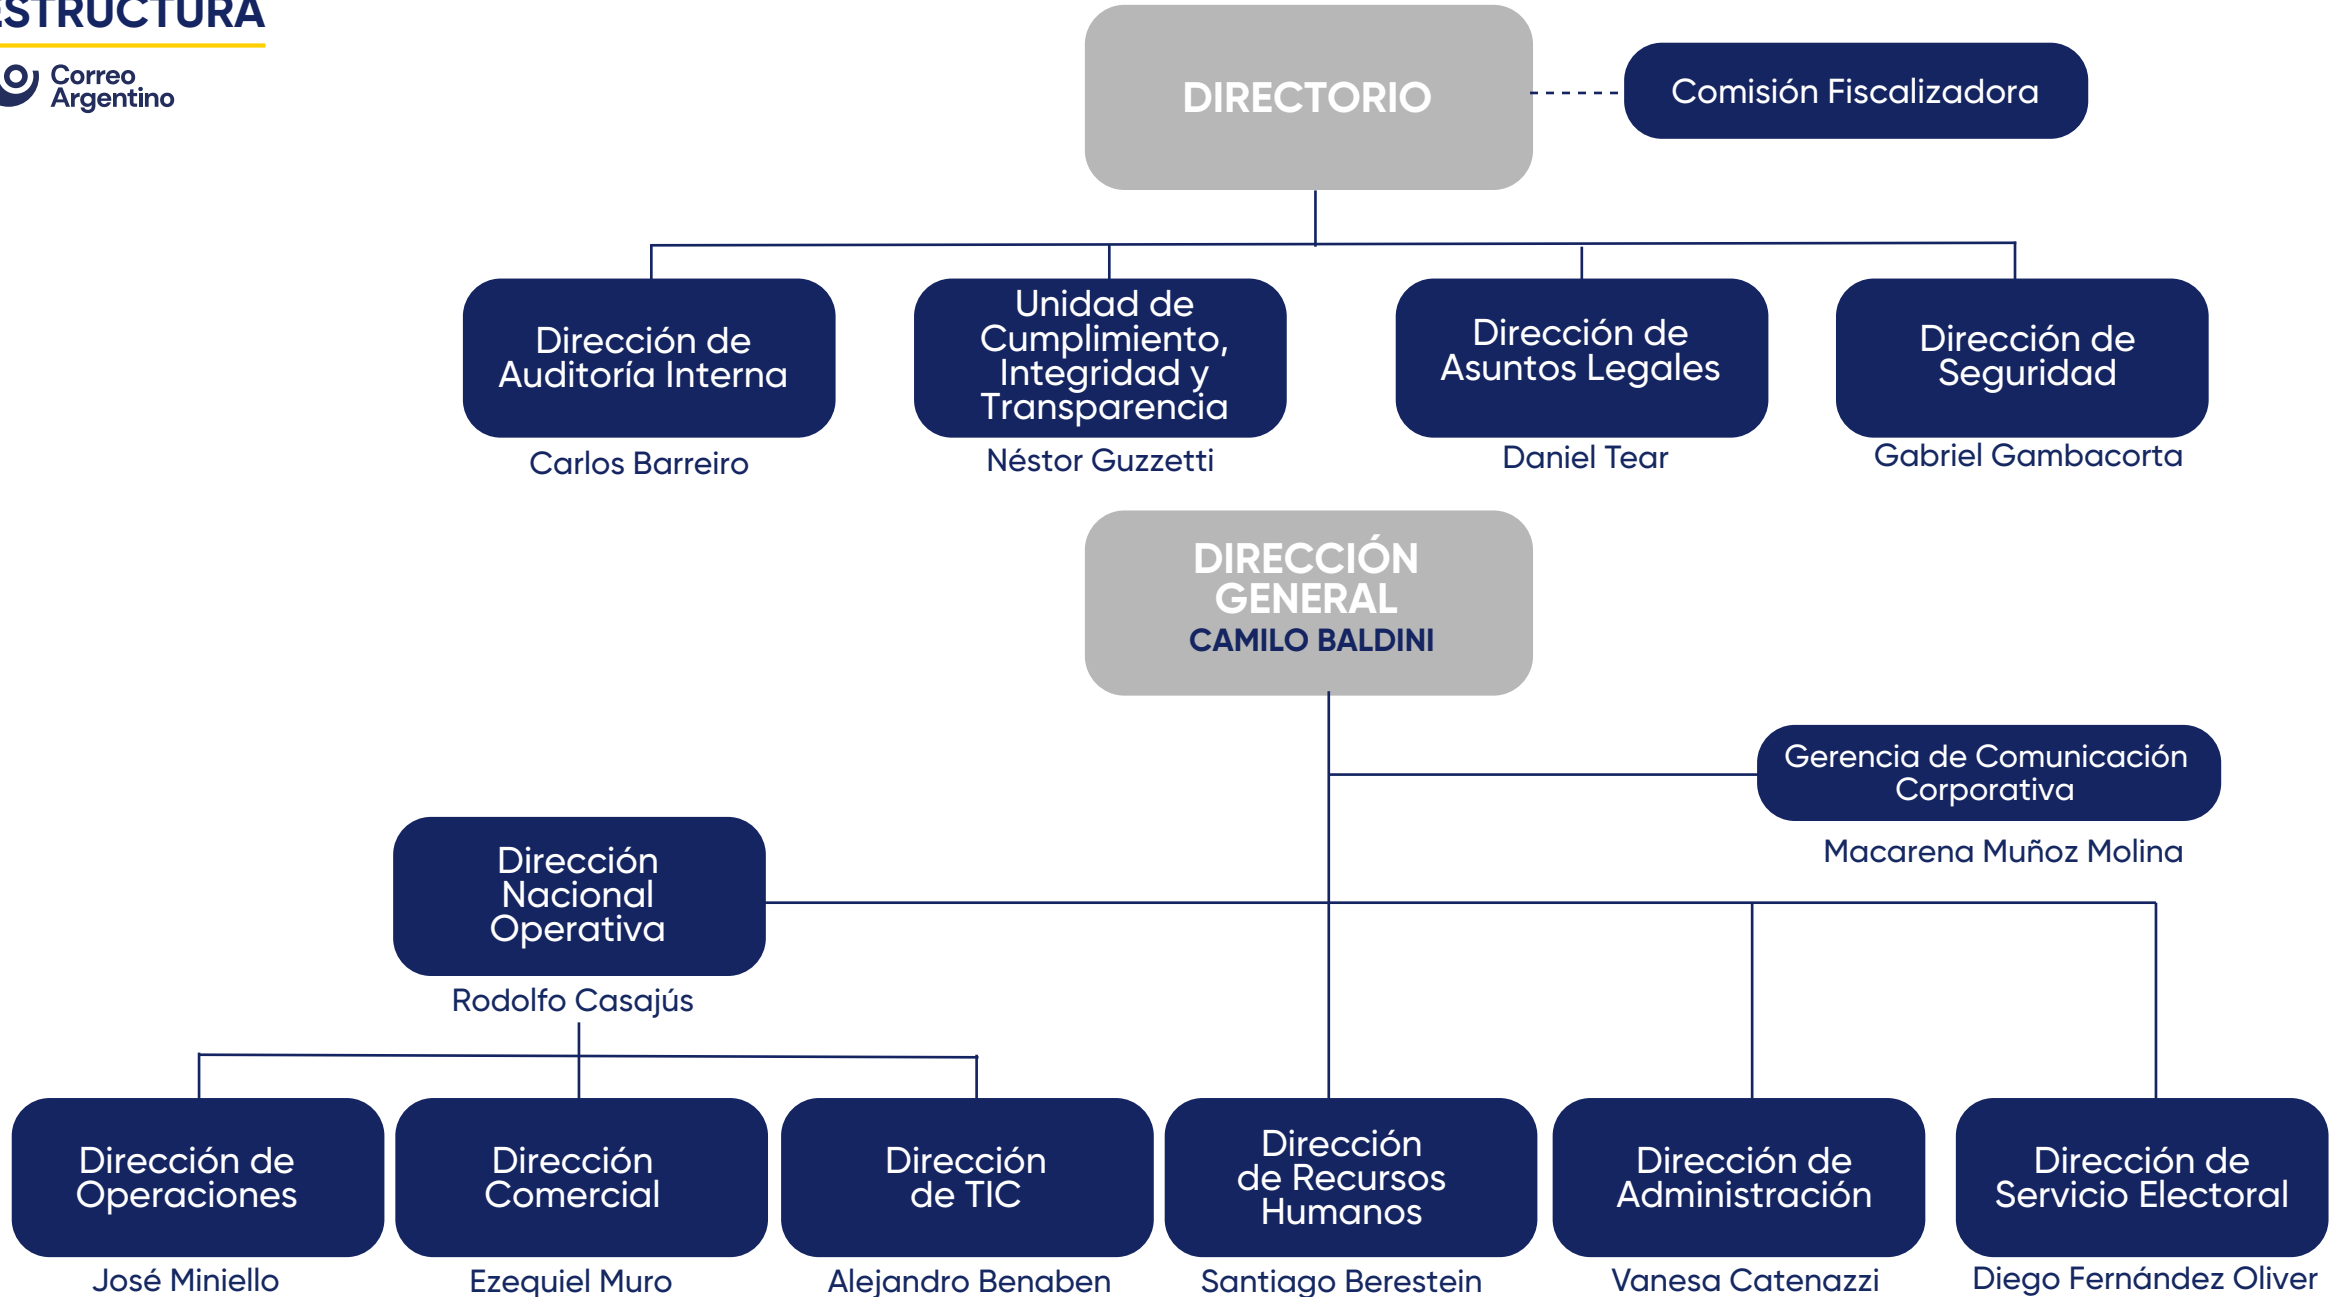 ESTRUCTURA
Correo
Argentino
DIRECTORIO
Comisión Fiscalizadora
Dirección de
Auditoría Interna
Carlos Barreiro
Unidad de
Cumplimiento,
Integridad y
Transparencia
Néstor Guzzetti
Dirección de
Asuntos Legales
Daniel Tear
Dirección de
Seguridad
Gabriel Gambacorta
DIRECCIÓN
GENERAL
CAMILO BALDINI
Gerencia de Comunicación
Corporativa
Macarena Muñoz Molina
Dirección
Nacional
Operativa
Rodolfo Casajús
Dirección de
Operaciones
José Miniello
Dirección
Comercial
Ezequiel Muro
Dirección
de TIC
Alejandro Benaben
Dirección
de Recursos
Humanos
Santiago Berestein
Dirección de
Administración
Vanesa Catenazzi
Dirección de
Servicio Electoral
Diego Fernández Oliver